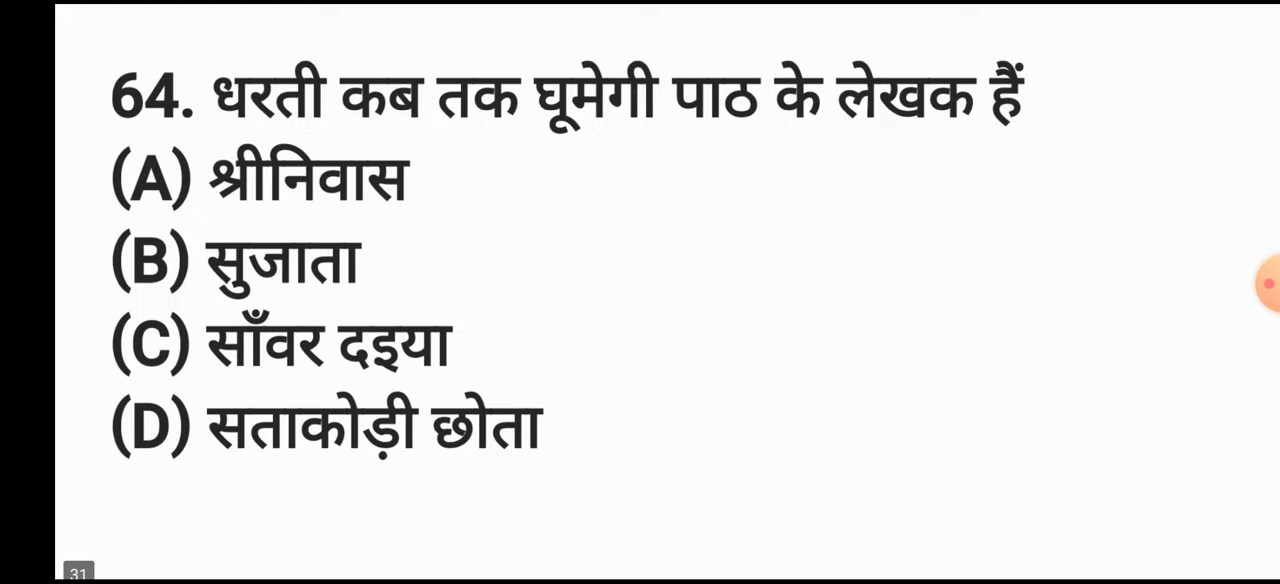 64. धरती कब तक घूमेगी पाठ के लेखक हैं
(A) श्रीनिवास
(B) सुजाता
(C) साँवर दइया
(D) सताकोड़ी छोता
31